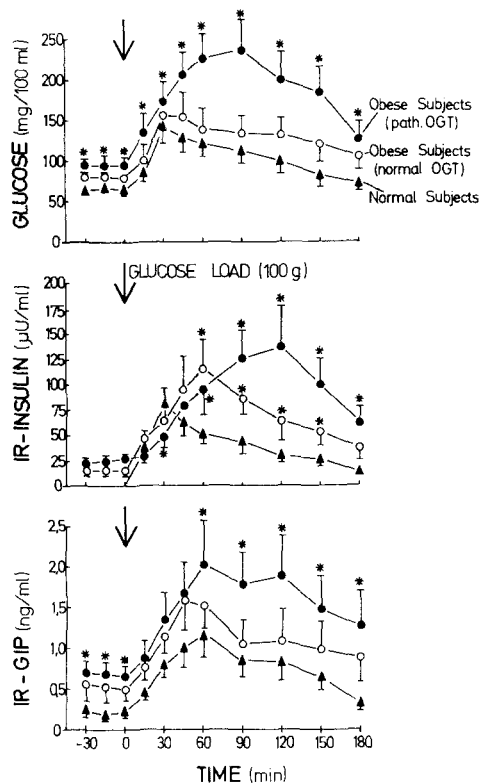 GLUCOSE (mg/100 ml)
250
200
150
100
50
0
* * * * * * * * * * *
Obese Subjects
(path. OGT)
Obese Subjects
(normal OGT)
Normal Subjects
GLUCOSE LOAD (100 g)
IR-INSULIN (µU/ml)
200
175
150
125
100
75
50
25
0
* * * * * * * * * *
IR-GIP (ng/ml)
2,5
2,0
1,5
1,0
0,5
0
* * * * * * * *
-30 0 30 60 90 120 150 180
TIME (min)